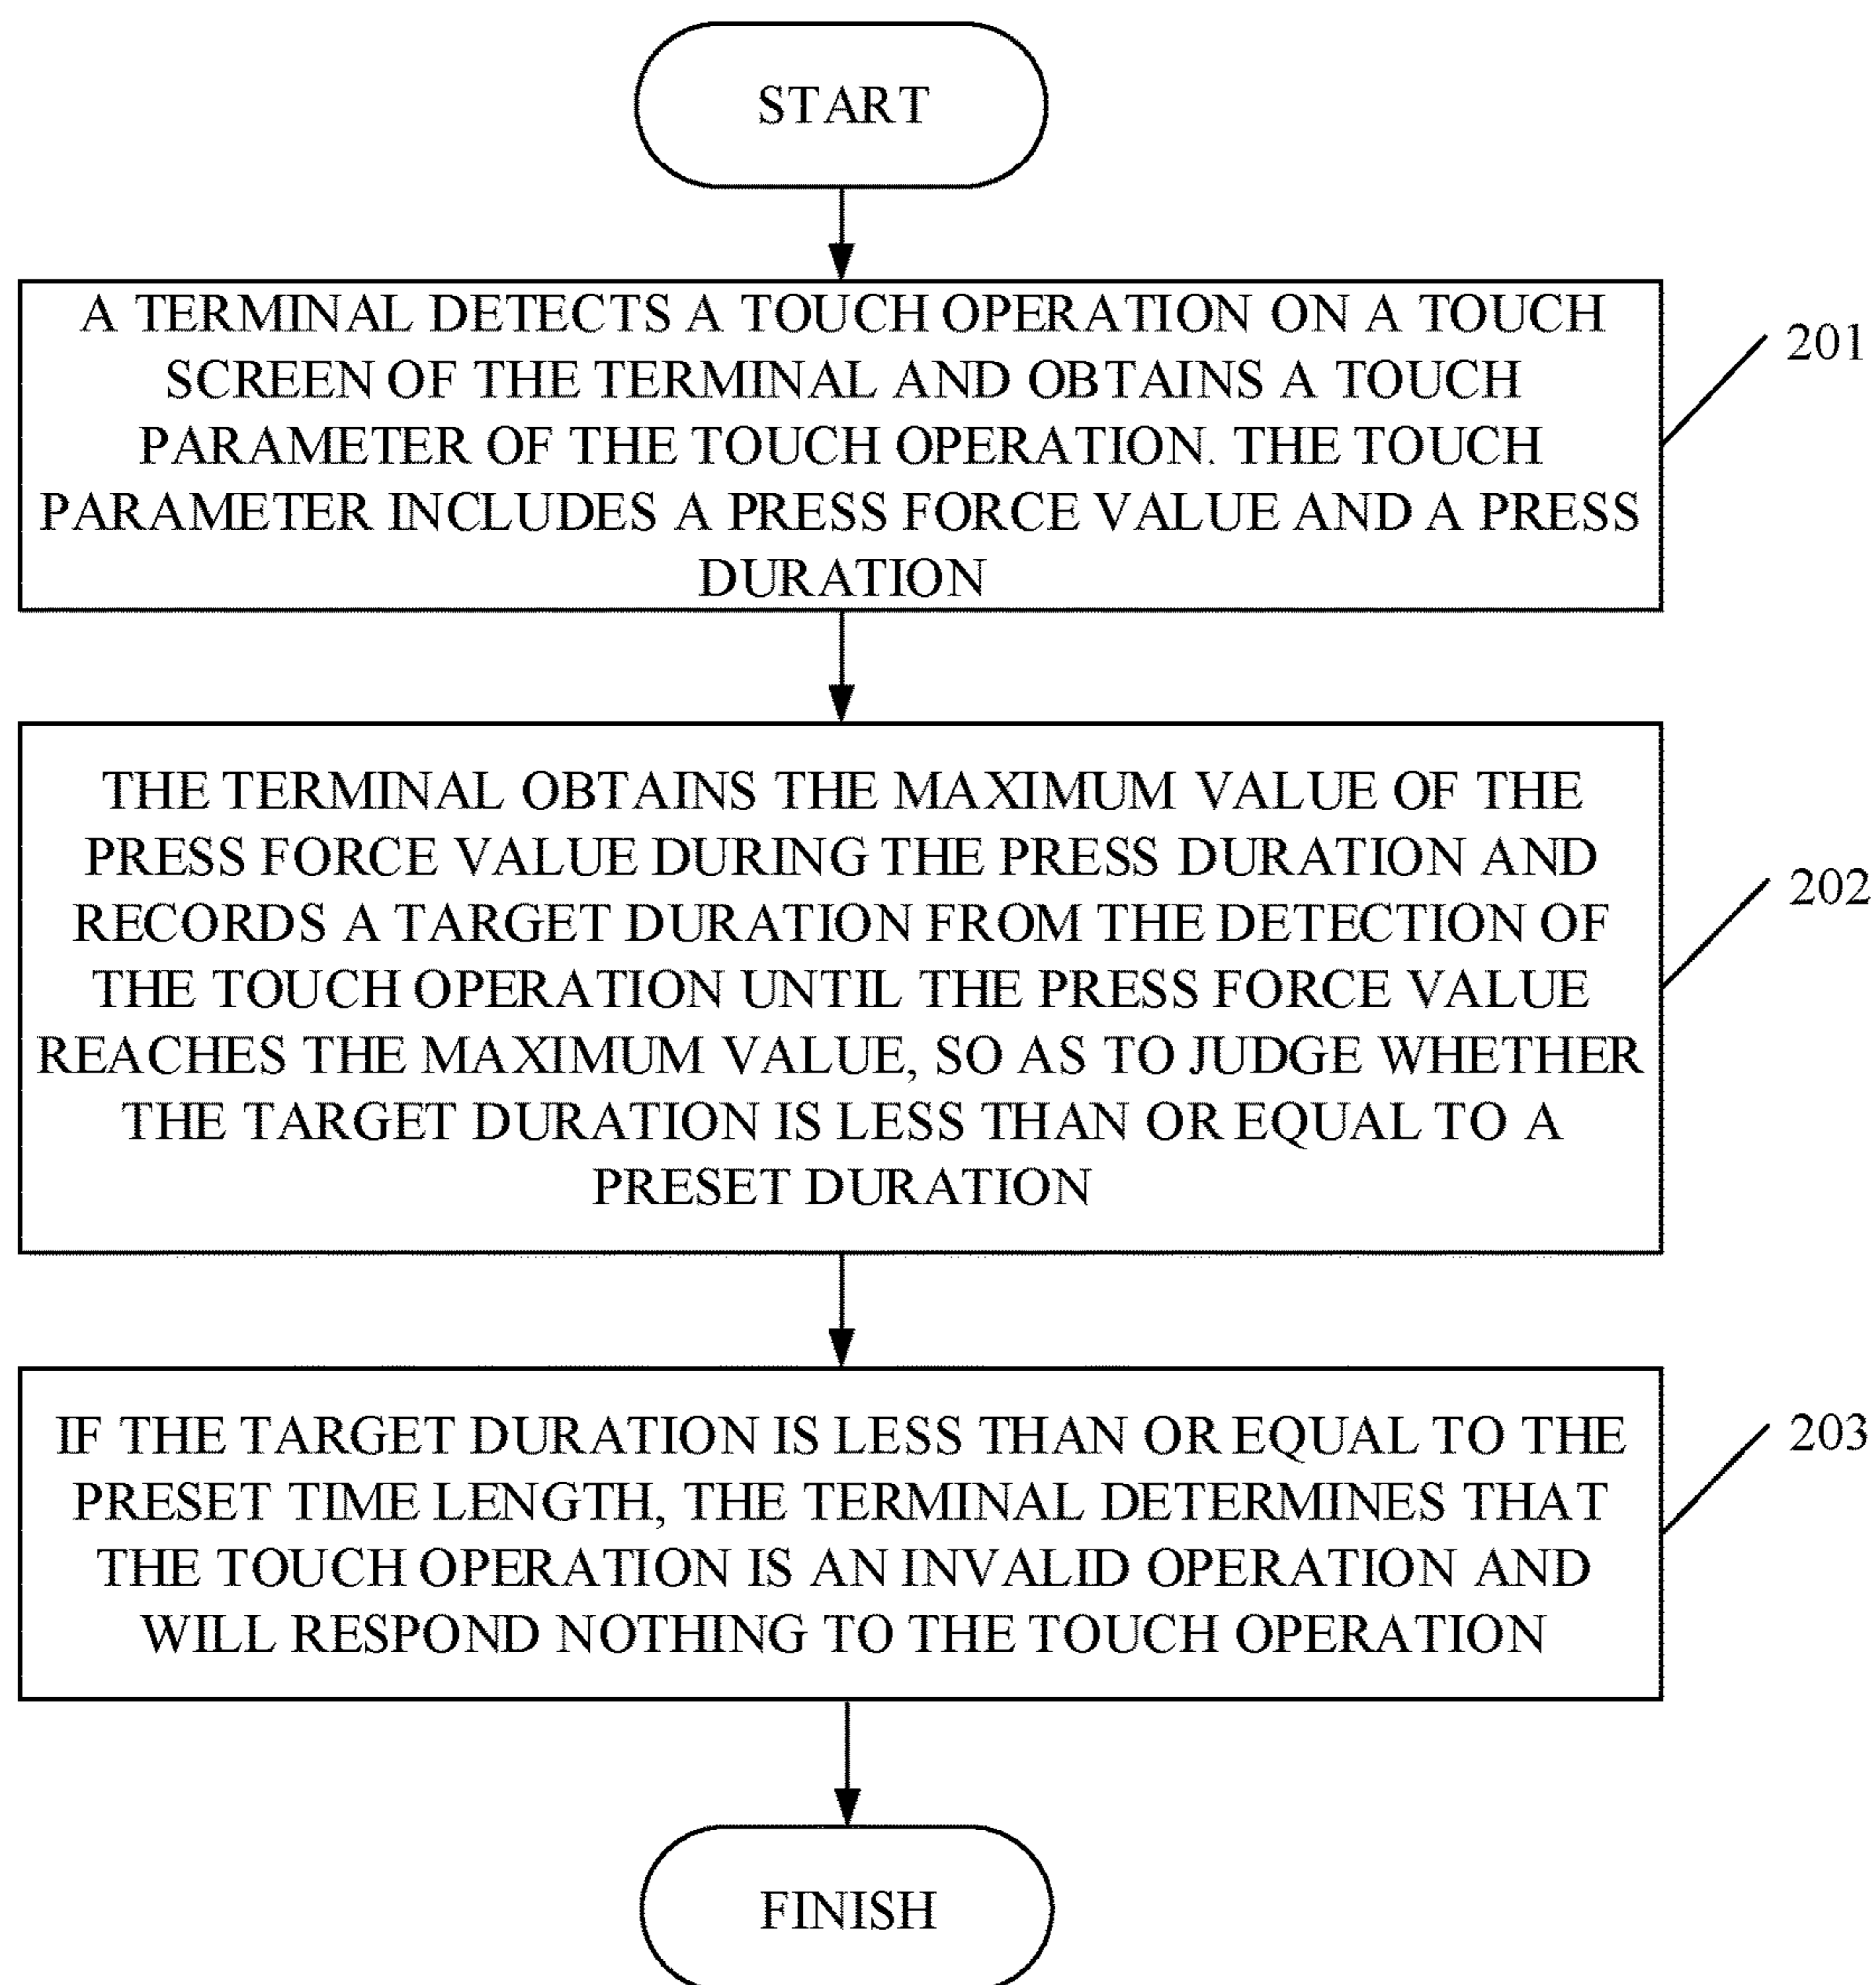 START
A TERMINAL DETECTS A TOUCH OPERATION ON A TOUCH
SCREEN OF THE TERMINAL AND OBTAINS A TOUCH
PARAMETER OF THE TOUCH OPERATION. THE TOUCH
PARAMETER INCLUDES A PRESS FORCE VALUE AND A PRESS
DURATION
201
THE TERMINAL OBTAINS THE MAXIMUM VALUE OF THE
PRESS FORCE VALUE DURING THE PRESS DURATION AND
RECORDS A TARGET DURATION FROM THE DETECTION OF
THE TOUCH OPERATION UNTIL THE PRESS FORCE VALUE
REACHES THE MAXIMUM VALUE, SO AS TO JUDGE WHETHER
THE TARGET DURATION IS LESS THAN OR EQUAL TO A
PRESET DURATION
202
IF THE TARGET DURATION IS LESS THAN OR EQUAL TO THE
PRESET TIME LENGTH, THE TERMINAL DETERMINES THAT
THE TOUCH OPERATION IS AN INVALID OPERATION AND
WILL RESPOND NOTHING TO THE TOUCH OPERATION
203
FINISH